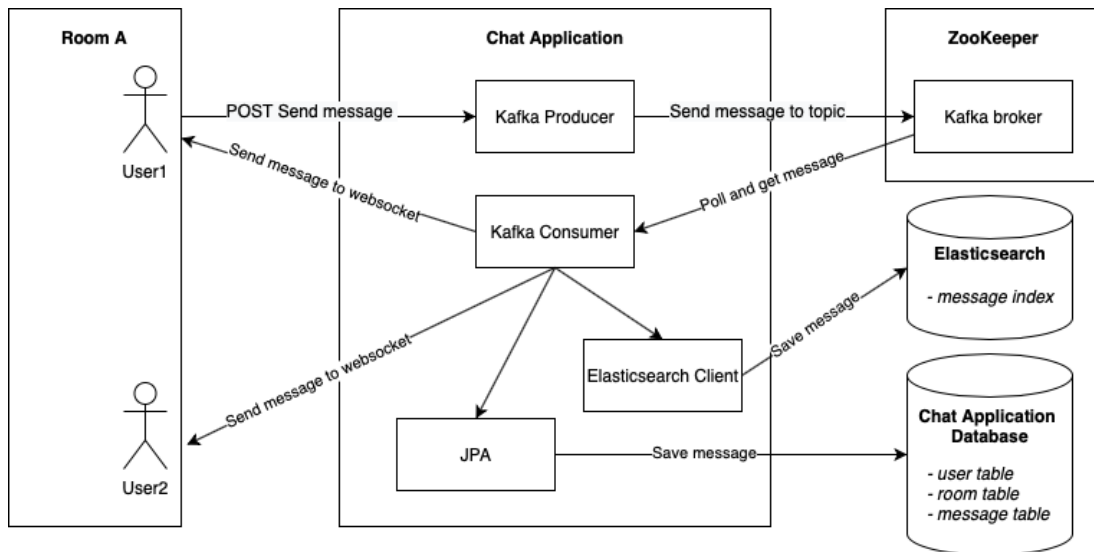 Room A
Chat Application
ZooKeeper
POST Send message
Kafka Producer
Send message to topic
Kafka broker
User1
Send message to websocket
Poll and get message
Kafka Consumer
Elasticsearch
- message index
Save message
Elasticsearch Client
Send message to websocket
Chat Application
Database
JPA
Save message
- user table
- room table
- message table
User2